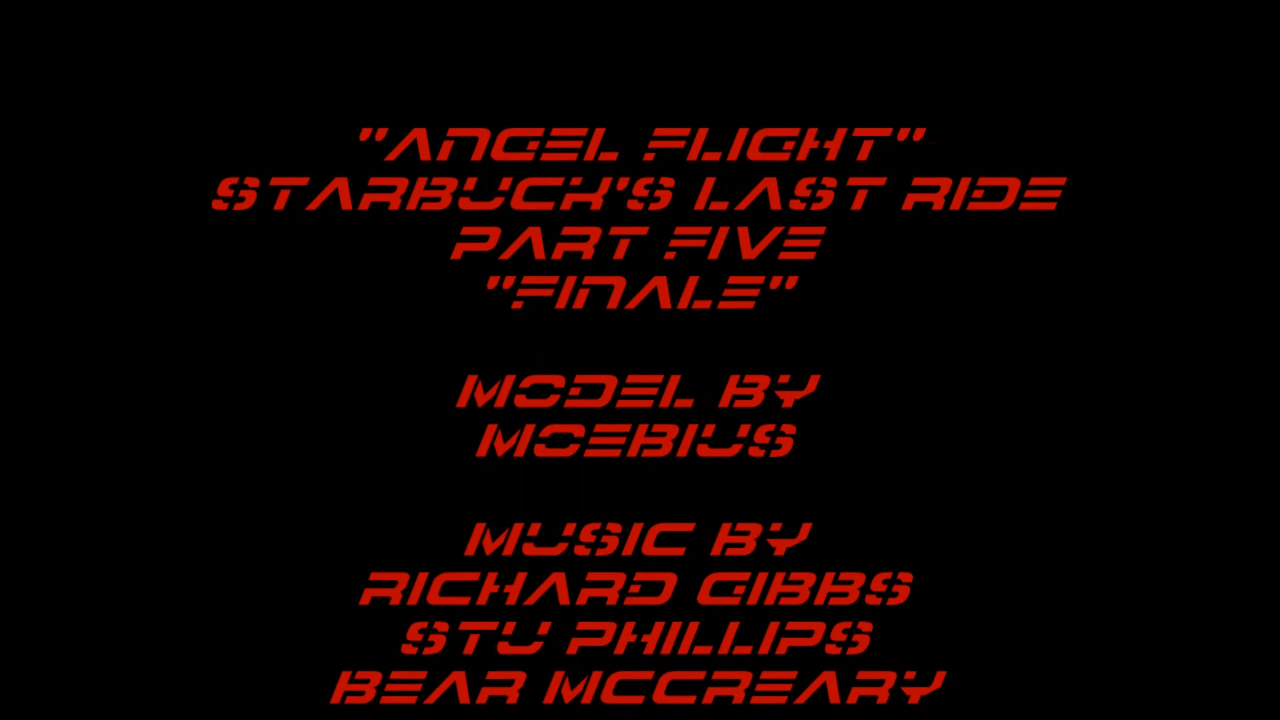 "ANGEL FLIGHT"
STARBUCK'S LAST RIDE
PART FIVE
"FINALE"
MODEL BY
MOEBIUS
MUSIC BY
RICHARD GIBBS
STU PHILLIPS
BEAR MCCREARY